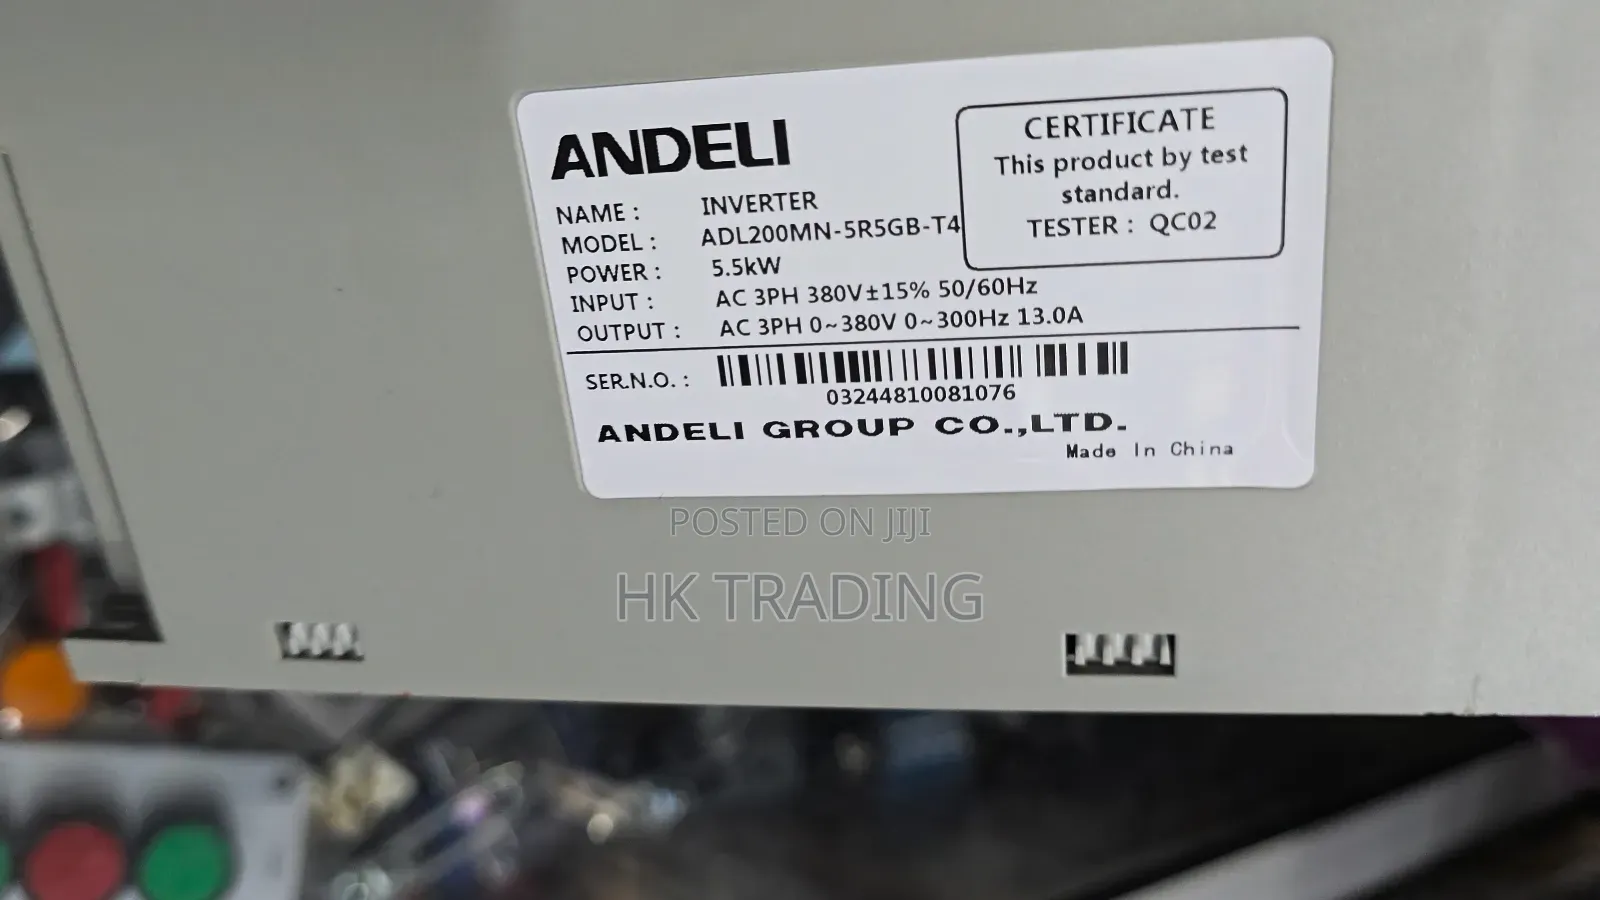 ANDELI
CERTIFICATE
This product by test
standard.
TESTER : QC02
NAME : INVERTER
MODEL : ADL200MN-5R5GB-T4
POWER : 5.5kW
INPUT : AC 3PH 380V±15% 50/60Hz
OUTPUT : AC 3PH 0~380V 0~300Hz 13.0A
SER.N.O. :
03244810081076
ANDELI GROUP CO.,LTD.
Made In China
POSTED ON JIJI
HK TRADING